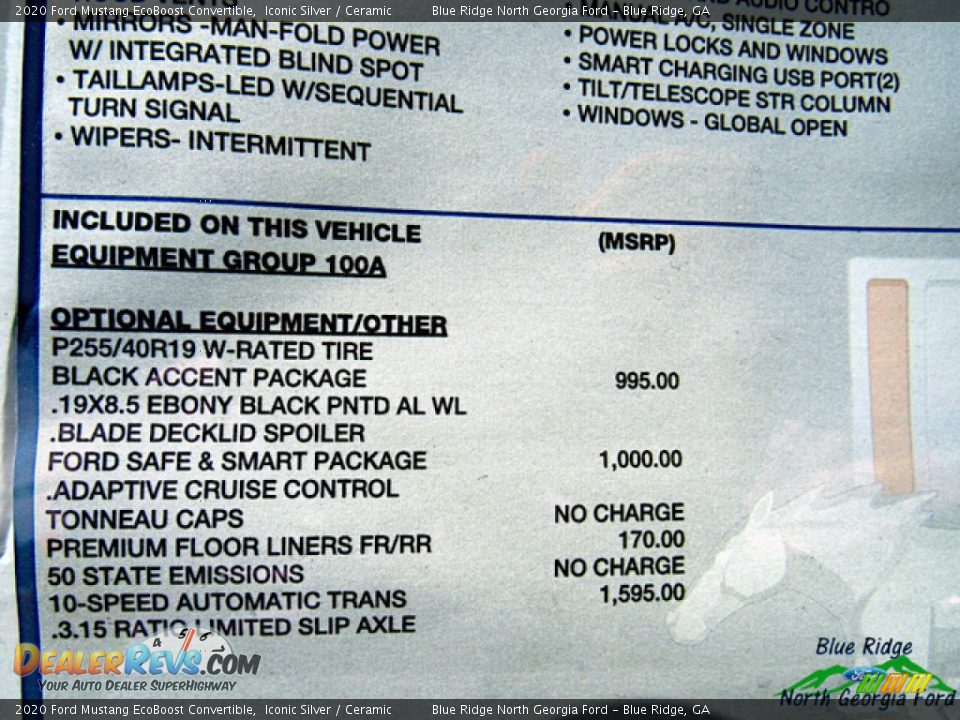 2020 Ford Mustang EcoBoost Convertible, Iconic Silver / Ceramic Blue Ridge North Georgia Ford - Blue Ridge, GA
• MIRRORS -MAN-FOLD POWER
W/ INTEGRATED BLIND SPOT
• TAILLAMPS-LED W/SEQUENTIAL
TURN SIGNAL
• WIPERS- INTERMITTENT
AUDIO CONTRO
• MANUAL A/C, SINGLE ZONE
• POWER LOCKS AND WINDOWS
• SMART CHARGING USB PORT(2)
• TILT/TELESCOPE STR COLUMN
• WINDOWS - GLOBAL OPEN
INCLUDED ON THIS VEHICLE (MSRP)
EQUIPMENT GROUP 100A
OPTIONAL EQUIPMENT/OTHER
P255/40R19 W-RATED TIRE
BLACK ACCENT PACKAGE 995.00
.19X8.5 EBONY BLACK PNTD AL WL
.BLADE DECKLID SPOILER
FORD SAFE & SMART PACKAGE 1,000.00
.ADAPTIVE CRUISE CONTROL
TONNEAU CAPS NO CHARGE
PREMIUM FLOOR LINERS FR/RR 170.00
50 STATE EMISSIONS NO CHARGE
10-SPEED AUTOMATIC TRANS 1,595.00
.3.15 RATIO LIMITED SLIP AXLE
4 5 6
DEALERREVS.COM
YOUR AUTO DEALER SUPERHIGHWAY
Blue Ridge
Ford
North Georgia Ford
2020 Ford Mustang EcoBoost Convertible, Iconic Silver / Ceramic Blue Ridge North Georgia Ford - Blue Ridge, GA